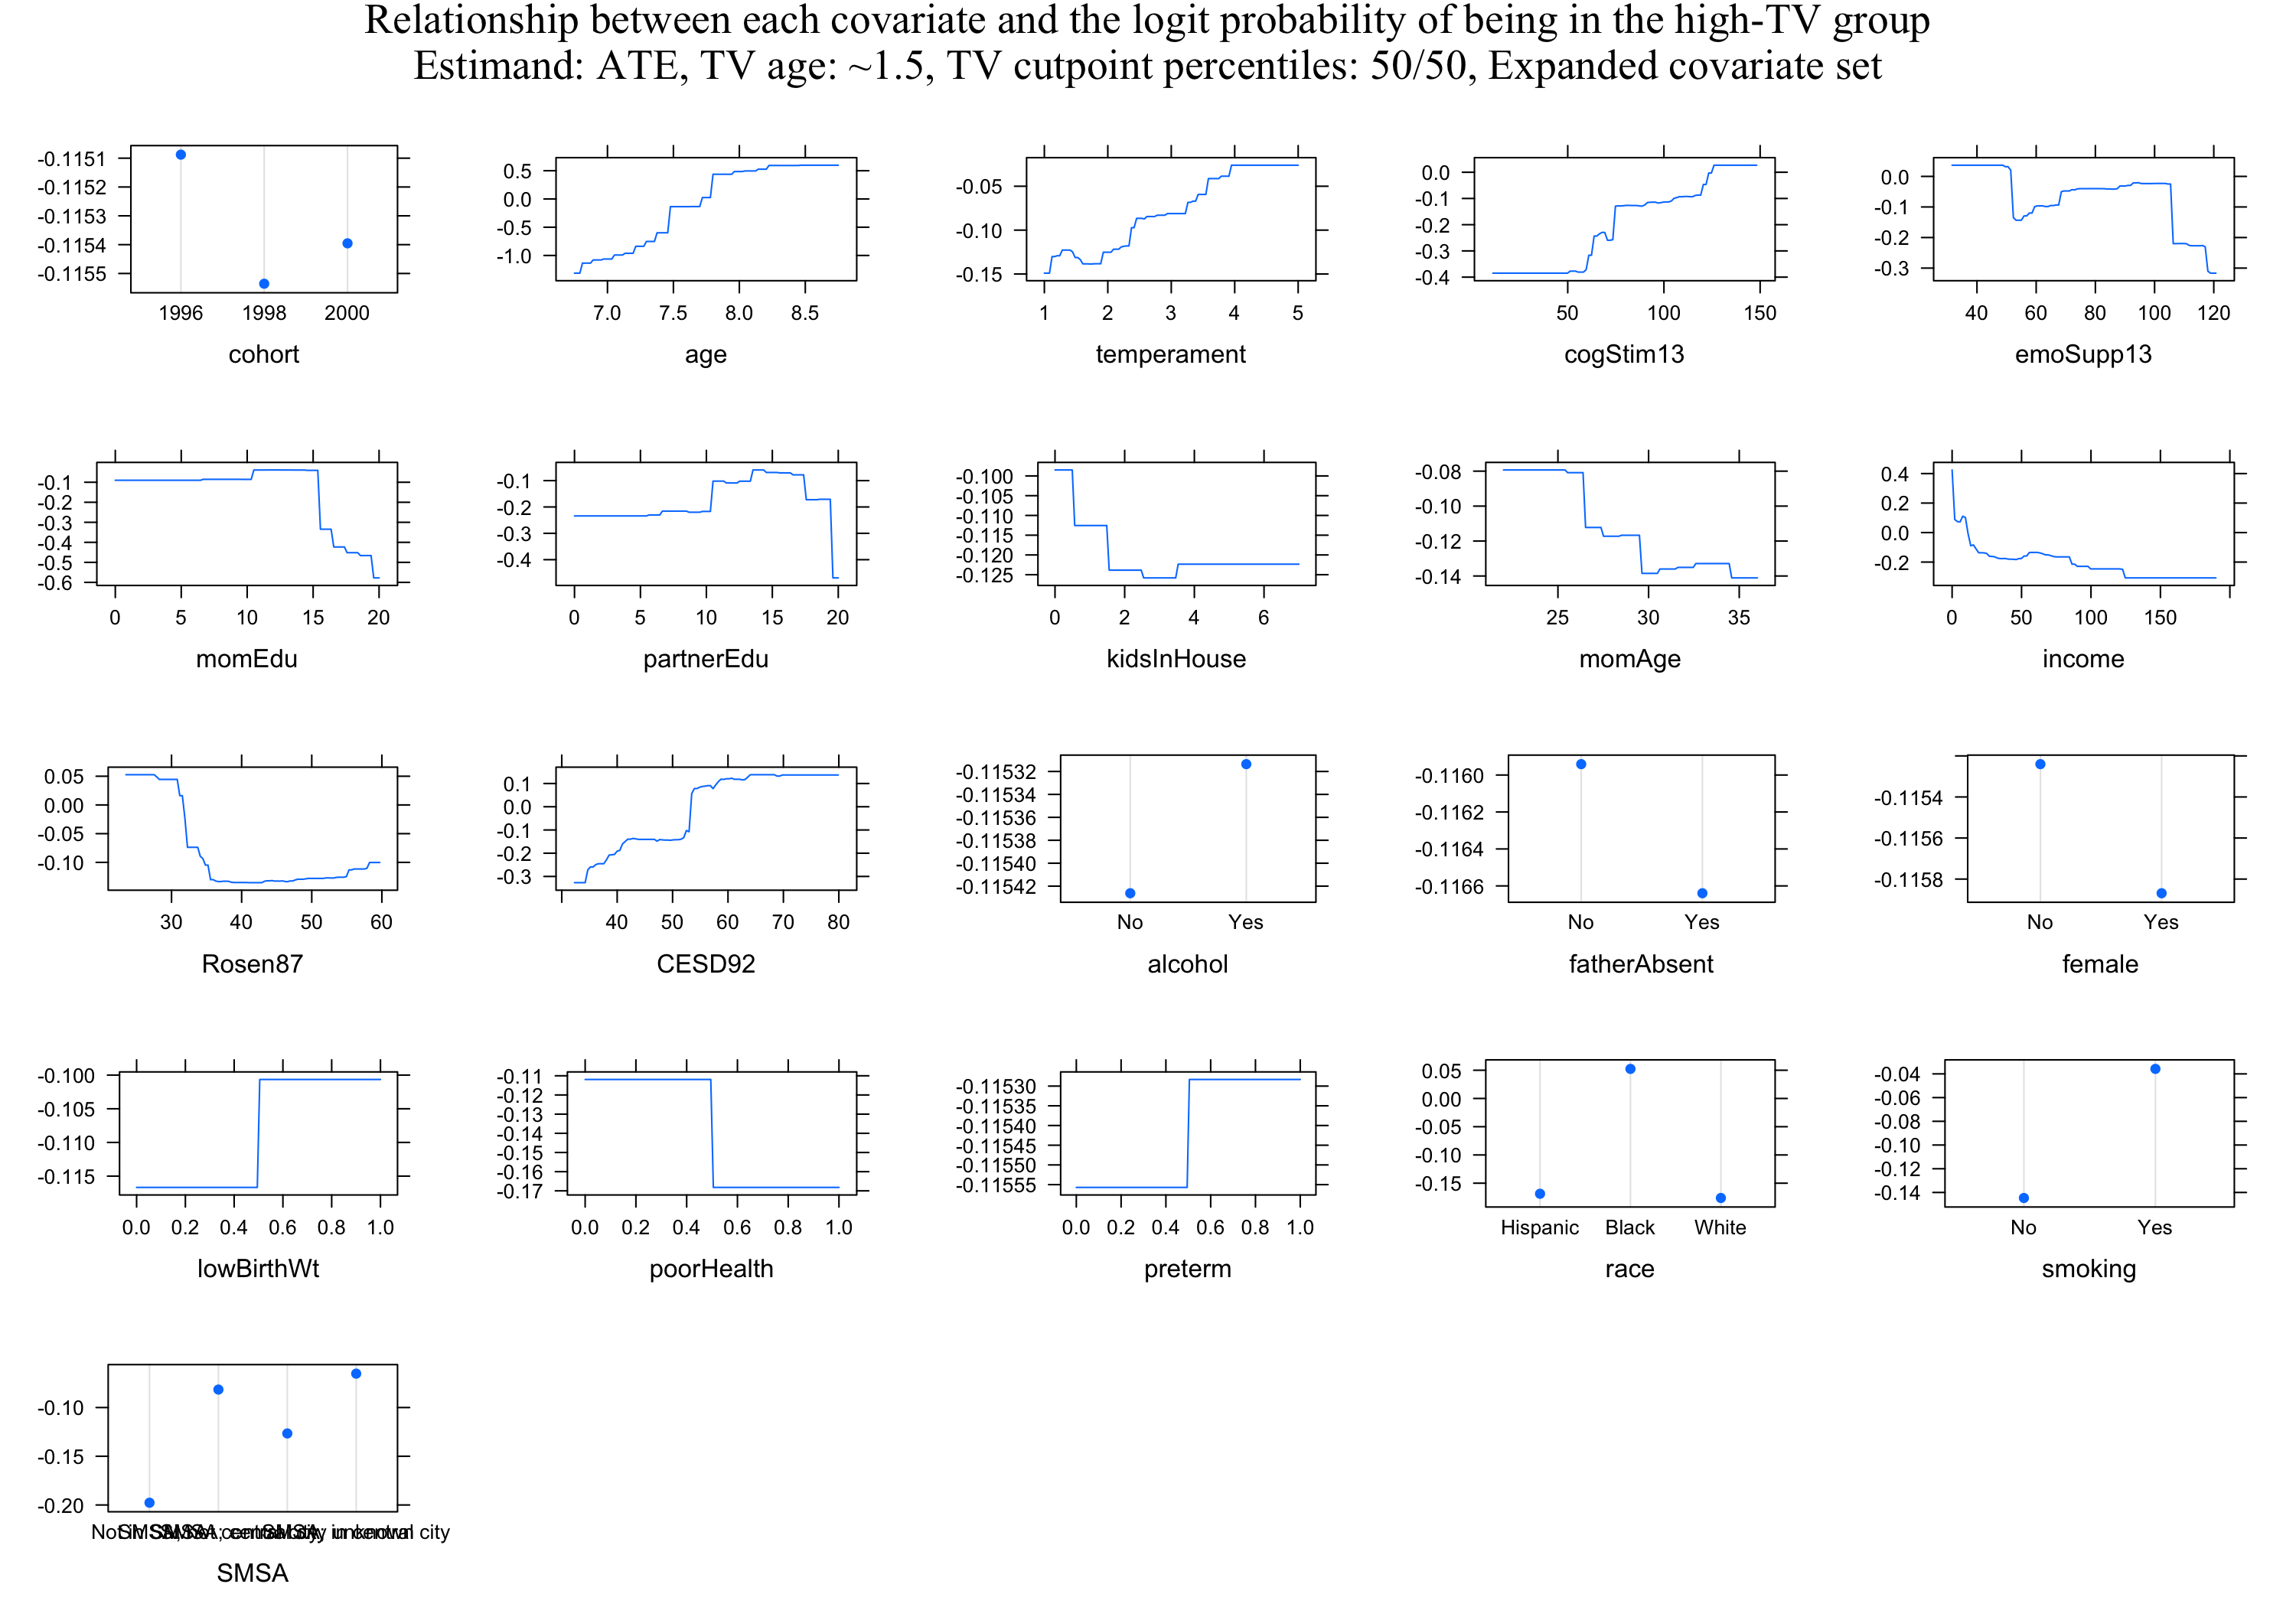 Relationship between each covariate and the logit probability of being in the high-TV group
Estimand: ATE, TV age: ~1.5, TV cutpoint percentiles: 50/50, Expanded covariate set
-0.1151
-0.1152
-0.1153
-0.1154
-0.1155
1996 1998 2000
cohort
0.5
0.0
-0.5
-1.0
7.0 7.5 8.0 8.5
age
-0.05
-0.10
-0.15
1 2 3 4 5
temperament
0.0
-0.1
-0.2
-0.3
-0.4
50 100 150
cogStim13
0.0
-0.1
-0.2
-0.3
40 60 80 100 120
emoSupp13
-0.1
-0.2
-0.3
-0.4
-0.5
-0.6
0 5 10 15 20
momEdu
-0.1
-0.2
-0.3
-0.4
0 5 10 15 20
partnerEdu
-0.100
-0.105
-0.110
-0.115
-0.120
-0.125
0 2 4 6
kidsInHouse
-0.08
-0.10
-0.12
-0.14
25 30 35
momAge
0.4
0.2
0.0
-0.2
0 50 100 150
income
0.05
0.00
-0.05
-0.10
30 40 50 60
Rosen87
0.1
0.0
-0.1
-0.2
-0.3
40 50 60 70 80
CESD92
-0.11532
-0.11534
-0.11536
-0.11538
-0.11540
-0.11542
No Yes
alcohol
-0.1160
-0.1162
-0.1164
-0.1166
No Yes
fatherAbsent
-0.1154
-0.1156
-0.1158
No Yes
female
-0.100
-0.105
-0.110
-0.115
0.0 0.2 0.4 0.6 0.8 1.0
lowBirthWt
-0.11
-0.12
-0.13
-0.14
-0.15
-0.16
-0.17
0.0 0.2 0.4 0.6 0.8 1.0
poorHealth
-0.11530
-0.11535
-0.11540
-0.11545
-0.11550
-0.11555
0.0 0.2 0.4 0.6 0.8 1.0
preterm
0.05
0.00
-0.05
-0.10
-0.15
Hispanic Black White
race
-0.04
-0.06
-0.08
-0.10
-0.12
-0.14
No Yes
smoking
-0.10
-0.15
-0.20
SMSA